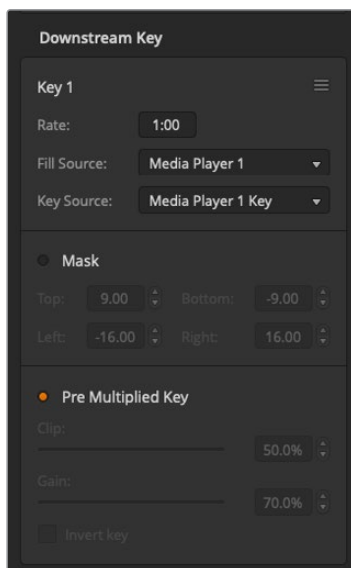 Downstream Key
Key 1
Rate: 1:00
Fill Source: Media Player 1
Key Source: Media Player 1 Key
Mask
Top: 9.00 Bottom: -9.00
Left: -16.00 Right: 16.00
Pre Multiplied Key
Clip:
50.0%
Gain:
70.0%
Invert key